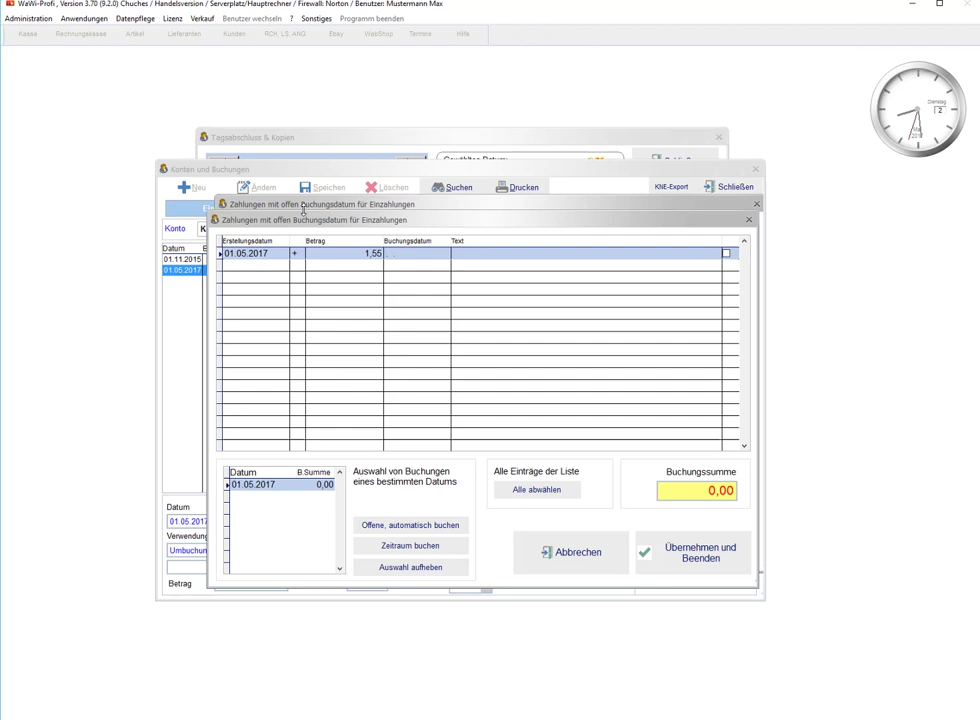 WaWi-Profi , Version 3.70 (9.2.0) Chuches / Handelsversion / Serverplatz/Hauptrechner / Firewall: Norton / Benutzer: Mustermann Max
Administration Anwendungen Datenpflege Lizenz Verkauf Benutzer wechseln ? Sonstiges Programm beenden
Kasse Rechnungskasse Artikel Lieferanten Kunden RCH, LS, ANG Ebay WebShop Termine Hilfe
Dienstag
2
Mai
Tagsabschluss & Kopien
Konten und Buchungen
Neu Ändern Speichen Löschen Suchen Drucken KNE-Export Schließen
Zahlungen mit offen Buchungsdatum für Einzahlungen
Zahlungen mit offen Buchungsdatum für Einzahlungen
Konto K
Datum
01.11.2015
01.05.2017
Erstellungsdatum Betrag Buchungsdatum Text
01.05.2017 + 1,55 . .
Datum B.Summe
01.05.2017 0,00
Auswahl von Buchungen
eines bestimmten Datums
Offene, automatisch buchen
Zeitraum buchen
Auswahl aufheben
Alle Einträge der Liste
Alle abwählen
Buchungssumme
0,00
Abbrechen
Übernehmen und
Beenden
Datum
01.05.2017
Verwendun
Umbuchun
Betrag